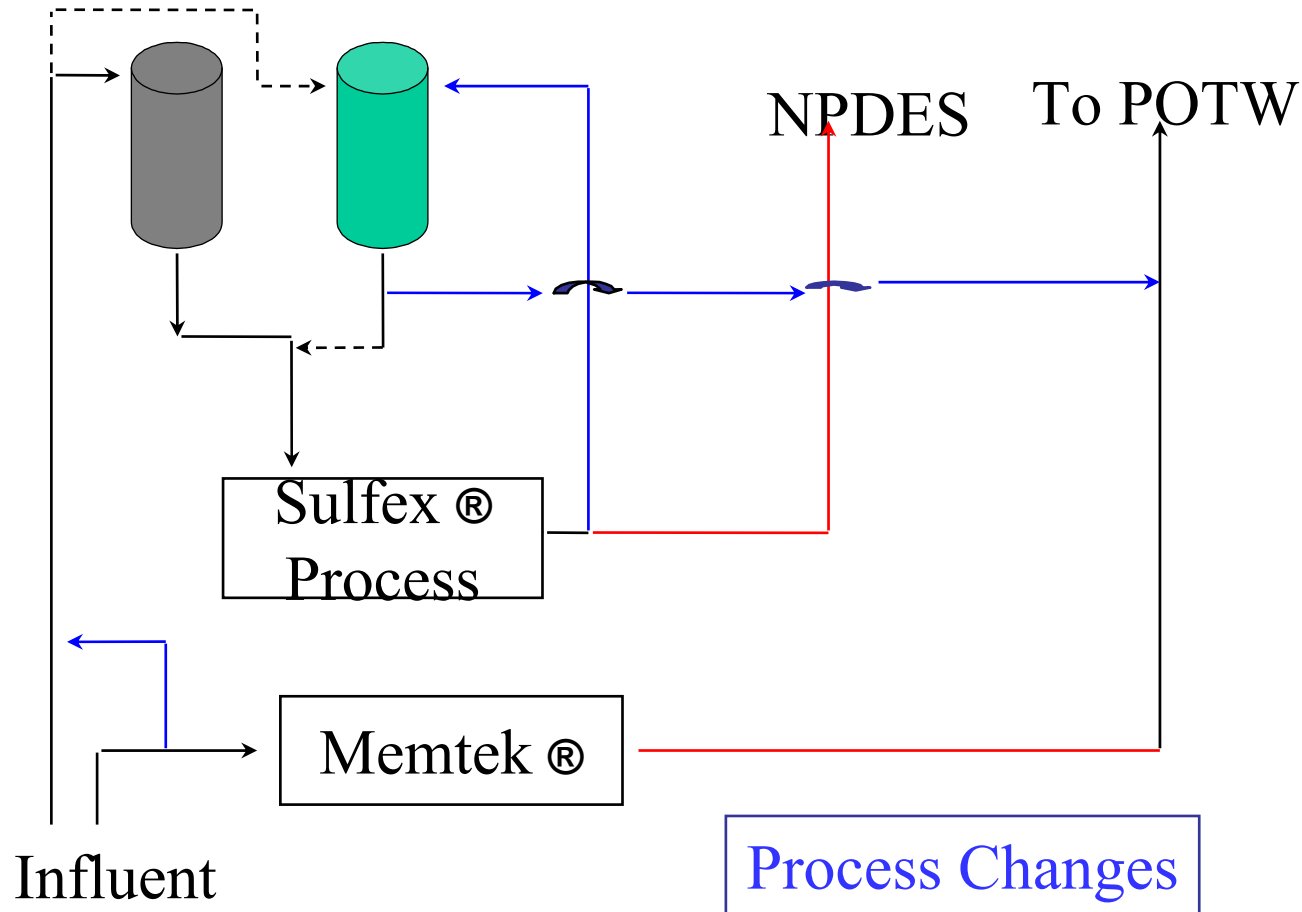 NPDES
To POTW
Sulfex ®
Process
Memtek ®
Influent
Process Changes